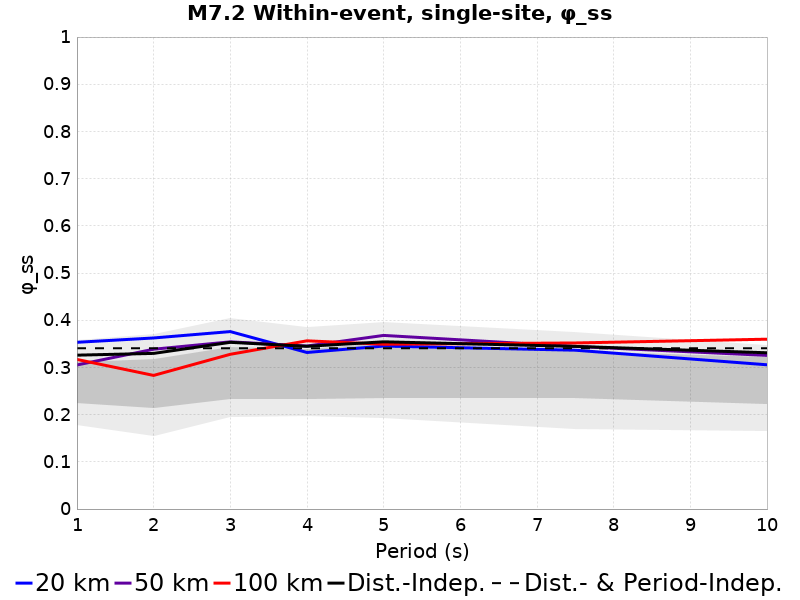 M7.2 Within-event, single-site, φ_ss
1
0.9
0.8
0.7
0.6
0.5
0.4
0.3
0.2
0.1
0
φ_ss
1 2 3 4 5 6 7 8 9 10
Period (s)
20 km 50 km 100 km Dist.-Indep. Dist.- & Period-Indep.